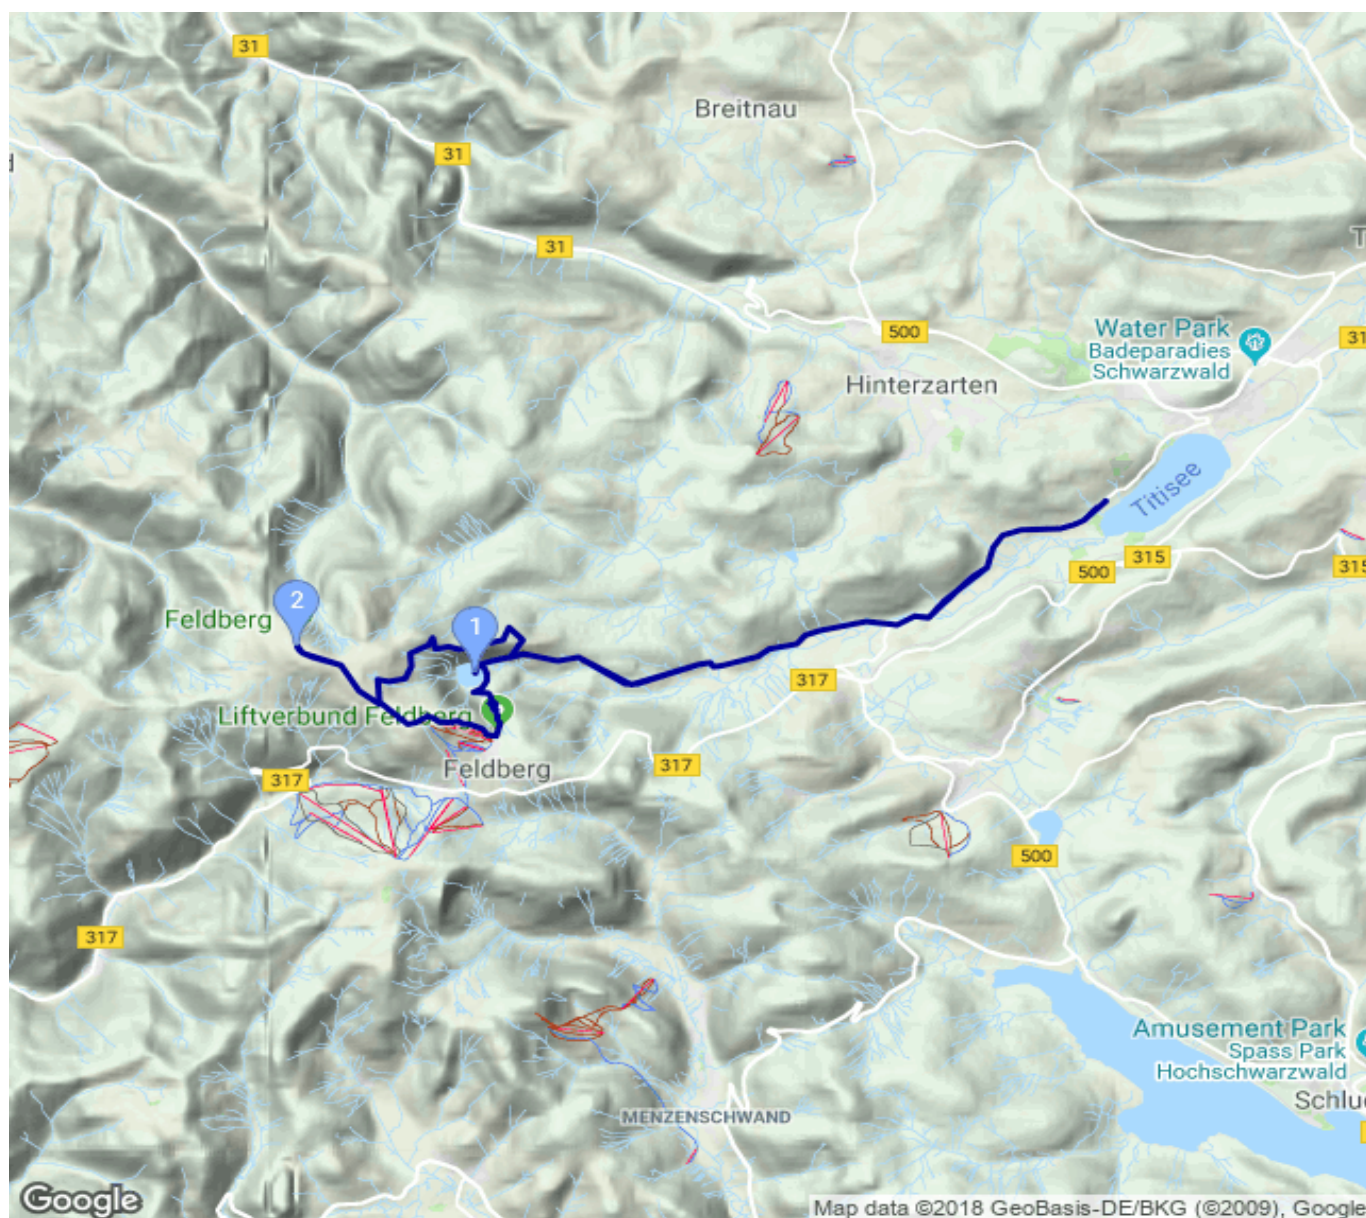 31
Breitnau
31
d
31
T
500
Water Park
Badeparadies
Schwarzwald
31
Hinterzarten
Titisee
315
500
315
2
Feldberg
1
317
Liftverbund Feldberg
317
Feldberg
317
500
317
Amusement Park
Spass Park
Hochschwarzwald
Schluc
MENZENSCHWAND
Google
Map data ©2018 GeoBasis-DE/BKG (©2009), Google